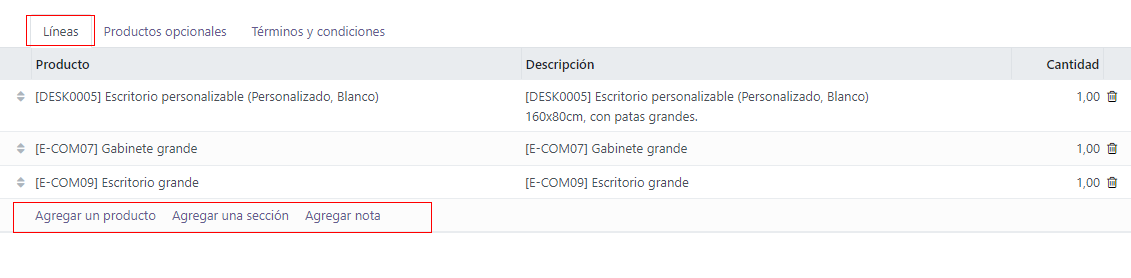 Líneas Productos opcionales Términos y condiciones
Producto Descripción Cantidad
[DESK0005] Escritorio personalizable (Personalizado, Blanco) [DESK0005] Escritorio personalizable (Personalizado, Blanco) 1,00
160x80cm, con patas grandes.
[E-COM07] Gabinete grande [E-COM07] Gabinete grande 1,00
[E-COM09] Escritorio grande [E-COM09] Escritorio grande 1,00
Agregar un producto Agregar una sección Agregar nota